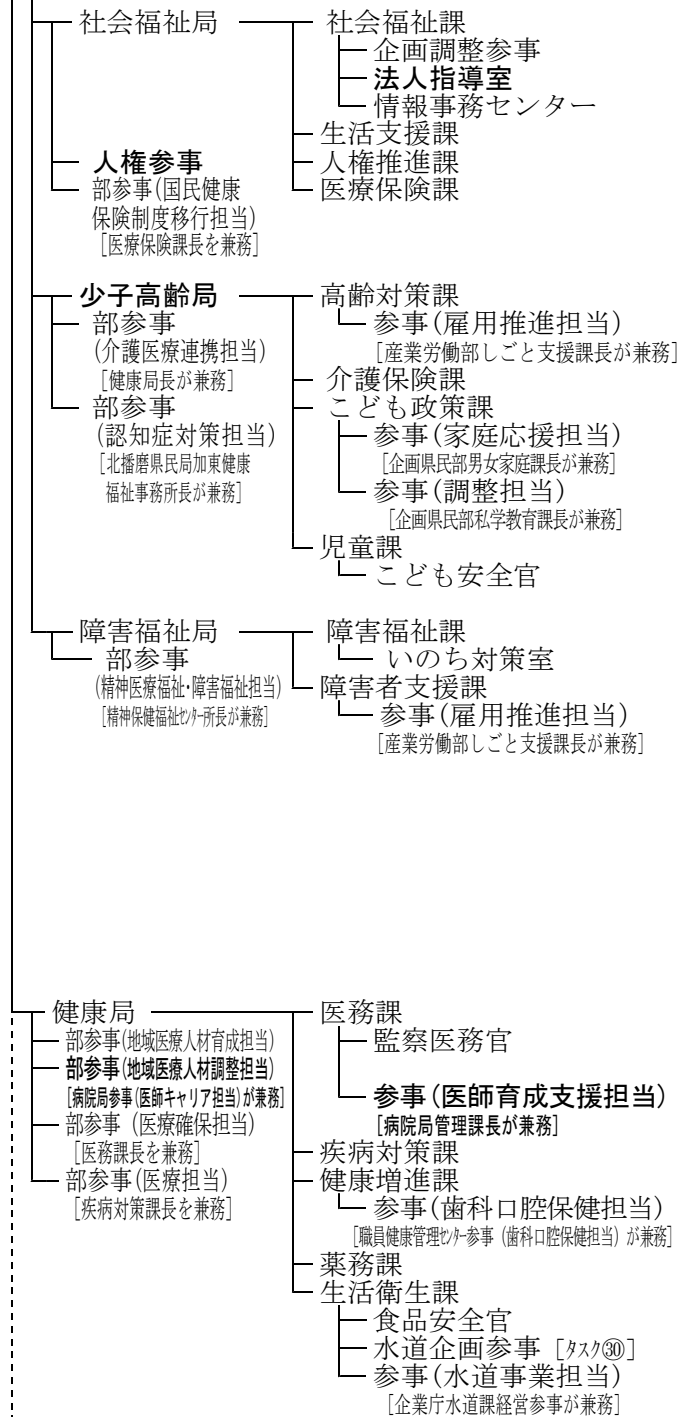 社会福祉局 社会福祉課
企画調整参事
法人指導室
情報事務センター
生活支援課
人権参事 人権推進課
部参事(国民健康 医療保険課
保険制度移行担当)
[医療保険課長を兼務]
少子高齢局 高齢対策課
部参事 参事(雇用推進担当)
(介護医療連携担当) [産業労働部しごと支援課長が兼務]
[健康局長が兼務] 介護保険課
部参事 こども政策課
(認知症対策担当) 参事(家庭応援担当)
[北播磨県民局加東健康 [企画県民部男女家庭課長が兼務]
福祉事務所長が兼務] 参事(調整担当)
[企画県民部私学教育課長が兼務]
児童課
こども安全官
障害福祉局 障害福祉課
部参事 いのち対策室
(精神医療福祉・障害福祉担当) 障害者支援課
[精神保健福祉センター所長が兼務] 参事(雇用推進担当)
[産業労働部しごと支援課長が兼務]
健康局 医務課
部参事(地域医療人材育成担当) 監察医務官
部参事(地域医療人材調整担当)
[病院局参事(医師キャリア担当)が兼務] 参事(医師育成支援担当)
部参事(医療確保担当) [病院局管理課長が兼務]
[医務課長を兼務] 疾病対策課
部参事(医療担当) 健康増進課
[疾病対策課長を兼務] 参事(歯科口腔保健担当)
[職員健康管理センター参事(歯科口腔保健担当)が兼務]
薬務課
生活衛生課
食品安全官
水道企画参事 [タスク㉚]
参事(水道事業担当)
[企業庁水道課経営参事が兼務]